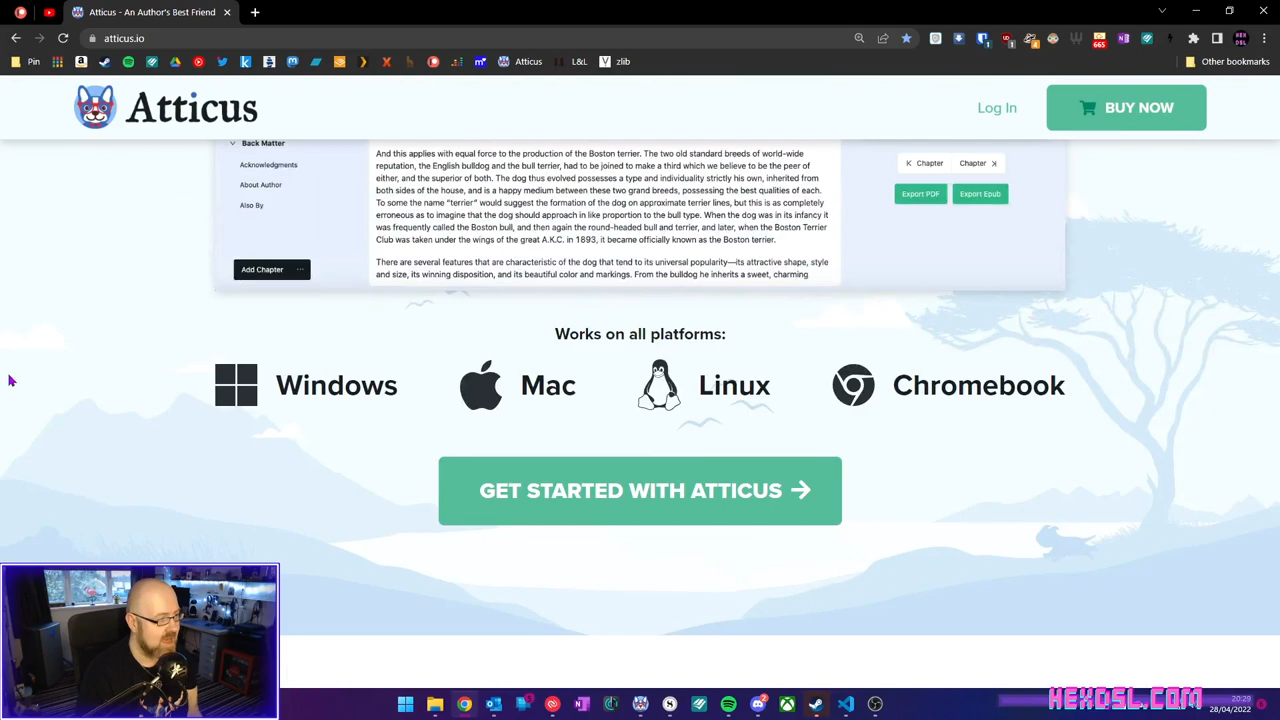 Atticus - An Author's Best Friend
atticus.io
Pin
Atticus
L&L
zlib
Other bookmarks
665
Atticus
Log In
BUY NOW
Back Matter
Acknowledgments
About Author
Also By
Add Chapter
And this applies with equal force to the production of the Boston terrier. The two old standard breeds of world-wide
reputation, the English bulldog and the bull terrier, had to be joined to make a third which we believe to be the peer of
either, and the superior of both. The dog thus evolved possesses a type and individuality strictly his own, inherited from
both sides of the house, and is a happy medium between these two grand breeds, possessing the best qualities of each.
To some the name "terrier" would suggest the formation of the dog on approximate terrier lines, but this is as completely
erroneous as to imagine that the dog should approach in like proportion to the bull type. When the dog was in its infancy it
was frequently called the Boston bull, and then again the round-headed bull and terrier, and later, when the Boston Terrier
Club was taken under the wings of the great A.K.C. in 1893, it became officially known as the Boston terrier.
There are several features that are characteristic of the dog that tend to its universal popularity—its attractive shape, style
and size, its winning disposition, and its beautiful color and markings. From the bulldog he inherits a sweet, charming
Chapter
Chapter
Export PDF
Export Epub
Works on all platforms:
Windows
Mac
Linux
Chromebook
GET STARTED WITH ATTICUS
HEXDSL.COM
20:29
28/04/2022